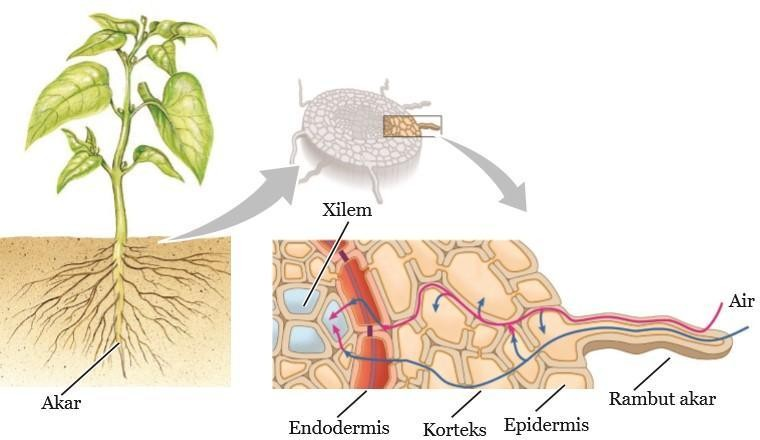 Xilem
Air
Akar
Endodermis
Korteks
Epidermis
Rambut akar